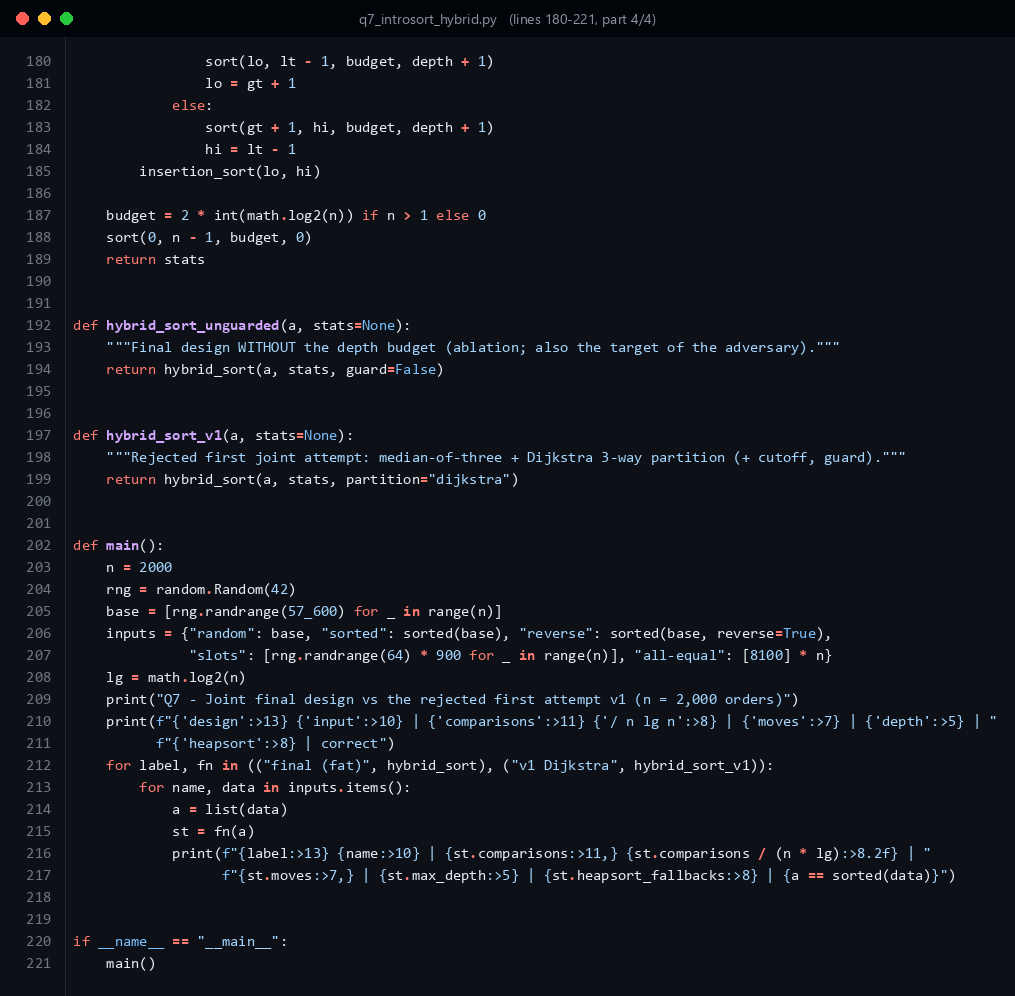 q7_introsort_hybrid.py (lines 180-221, part 4/4)
180                 sort(lo, lt - 1, budget, depth + 1)
181                 lo = gt + 1
182             else:
183                 sort(gt + 1, hi, budget, depth + 1)
184                 hi = lt - 1
185         insertion_sort(lo, hi)
186
187     budget = 2 * int(math.log2(n)) if n > 1 else 0
188     sort(0, n - 1, budget, 0)
189     return stats
190
191
192 def hybrid_sort_unguarded(a, stats=None):
193     """Final design WITHOUT the depth budget (ablation; also the target of the adversary)."""
194     return hybrid_sort(a, stats, guard=False)
195
196
197 def hybrid_sort_v1(a, stats=None):
198     """Rejected first joint attempt: median-of-three + Dijkstra 3-way partition (+ cutoff, guard)."""
199     return hybrid_sort(a, stats, partition="dijkstra")
200
201
202 def main():
203     n = 2000
204     rng = random.Random(42)
205     base = [rng.randrange(57_600) for _ in range(n)]
206     inputs = {"random": base, "sorted": sorted(base), "reverse": sorted(base, reverse=True),
207               "slots": [rng.randrange(64) * 900 for _ in range(n)], "all-equal": [8100] * n}
208     lg = math.log2(n)
209     print("Q7 - Joint final design vs the rejected first attempt v1 (n = 2,000 orders)")
210     print(f"{'design':>13} {'input':>10} | {'comparisons':>11} {'/ n lg n':>8} | {'moves':>7} | {'depth':>5} | "
211           f"{'heapsort':>8} | correct")
212     for label, fn in (("final (fat)", hybrid_sort), ("v1 Dijkstra", hybrid_sort_v1)):
213         for name, data in inputs.items():
214             a = list(data)
215             st = fn(a)
216             print(f"{label:>13} {name:>10} | {st.comparisons:>11,} {st.comparisons / (n * lg):>8.2f} | "
217                   f"{st.moves:>7,} | {st.max_depth:>5} | {st.heapsort_fallbacks:>8} | {a == sorted(data)}")
218
219
220 if __name__ == "__main__":
221     main()